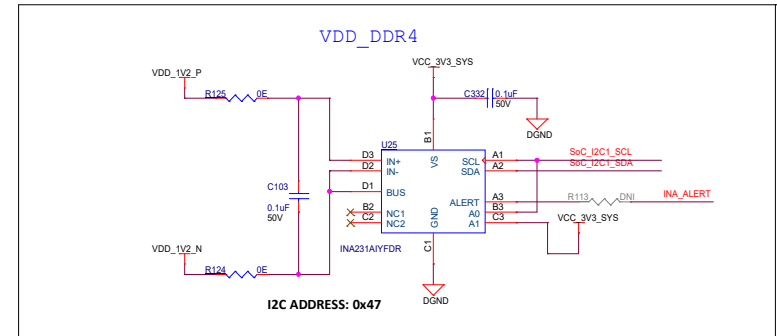 VDD_DDR4
VCC_3V3_SYS
VDD_1V2_P
R125 0E
C332 0.1uF
50V
DGND
U25
B1
D3 IN+ VS SCL A1 SoC_I2C1_SCL
D2 IN- SDA A2 SoC_I2C1_SDA
D1 BUS
C103
0.1uF
50V
ALERT A3 R113 DNI INA_ALERT
B2 NC1 A0 B3
C2 NC2 GND A1 C3 VCC_3V3_SYS
C1
VDD_1V2_N
INA231AIYFDR
R124 0E
DGND
I2C ADDRESS: 0x47